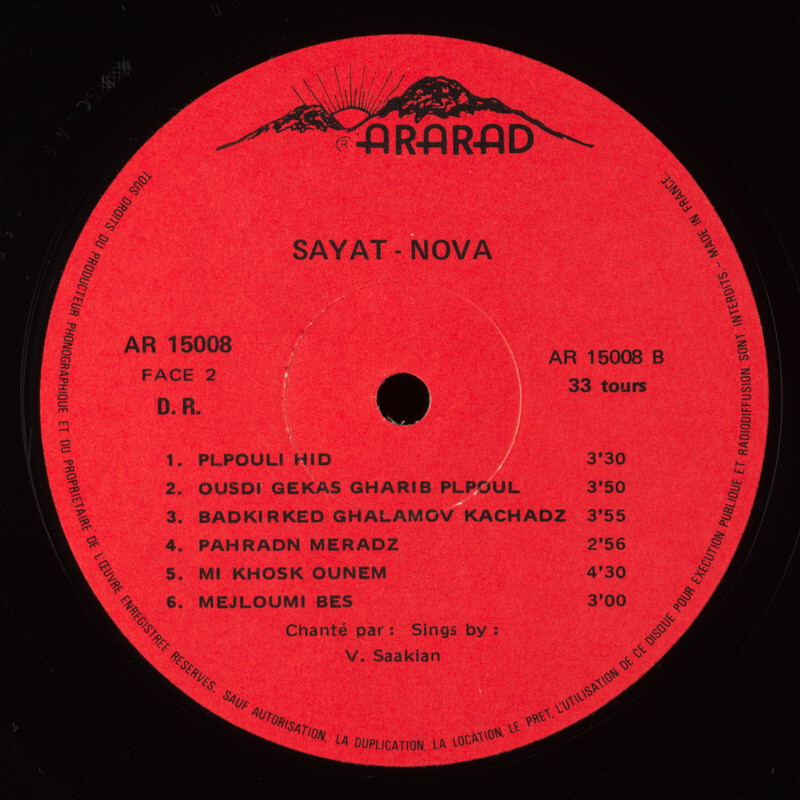 ® ARARAD
SAYAT - NOVA
AR 15008
FACE 2
D. R.
AR 15008 B
33 tours
1. PLPOULI HID 3'30
2. OUSDI GEKAS GHARIB PLPOUL 3'50
3. BADKIRKED GHALAMOV KACHADZ 3'55
4. PAHRADN MERADZ 2'56
5. MI KHOSK OUNEM 4'30
6. MEJLOUMI BES 3'00
Chanté par : Sings by :
V. Saakian
TOUS DROITS DU PRODUCTEUR PHONOGRAPHIQUE ET DU PROPRIETAIRE DE L'ŒUVRE ENREGISTREE RESERVES. SAUF AUTORISATION, LA DUPLICATION, LA LOCATION, LE PRET, L'UTILISATION DE CE DISQUE POUR EXECUTION PUBLIQUE ET RADIODIFFUSION SONT INTERDITS. - MADE IN FRANCE.